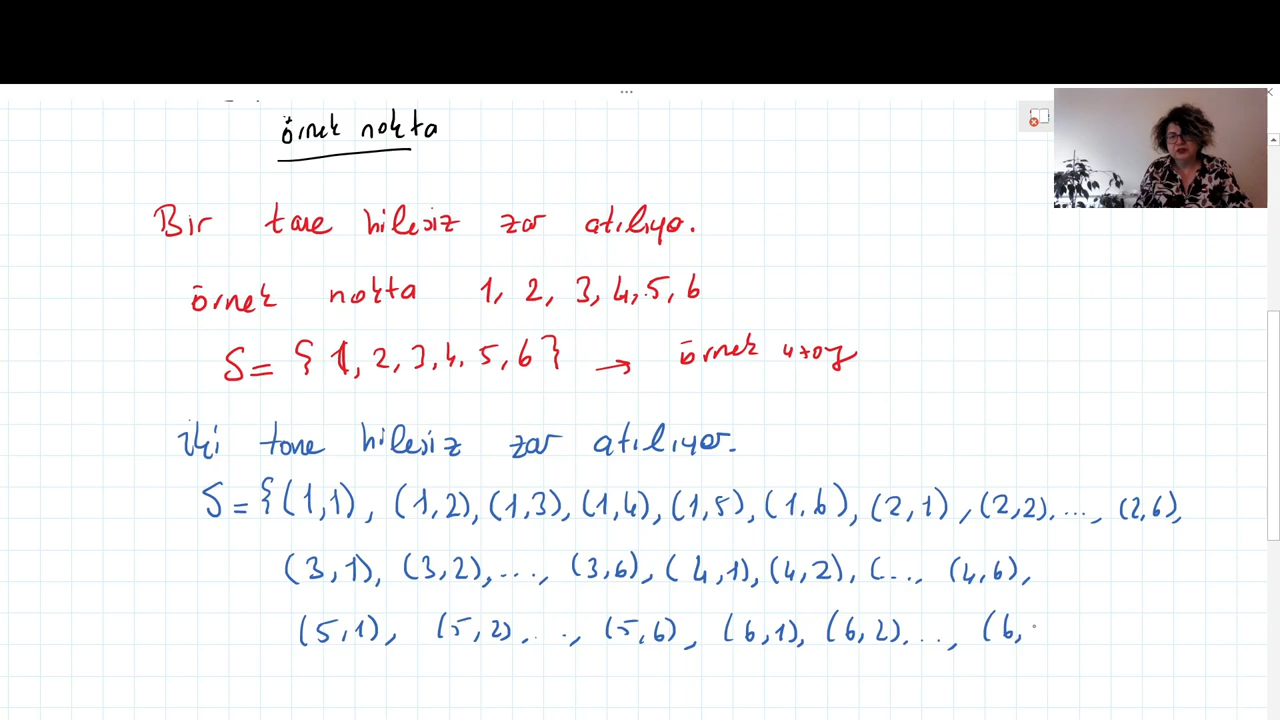 örnek nokta
Bir tane hilesiz zar atılıyo.
örnek nokta 1, 2, 3, 4, 5, 6
S = { 1, 2, 3, 4, 5, 6 } → örnek uzay
iki tane hilesiz zar atılıyor.
S = {(1,1), (1,2), (1,3), (1,4), (1,5), (1,6), (2,1), (2,2), ..., (2,6),
(3,1), (3,2), ..., (3,6), (4,1), (4,2), (..., (4,6),
(5,1), (5,2), ..., (5,6), (6,1), (6,2), ..., (6,